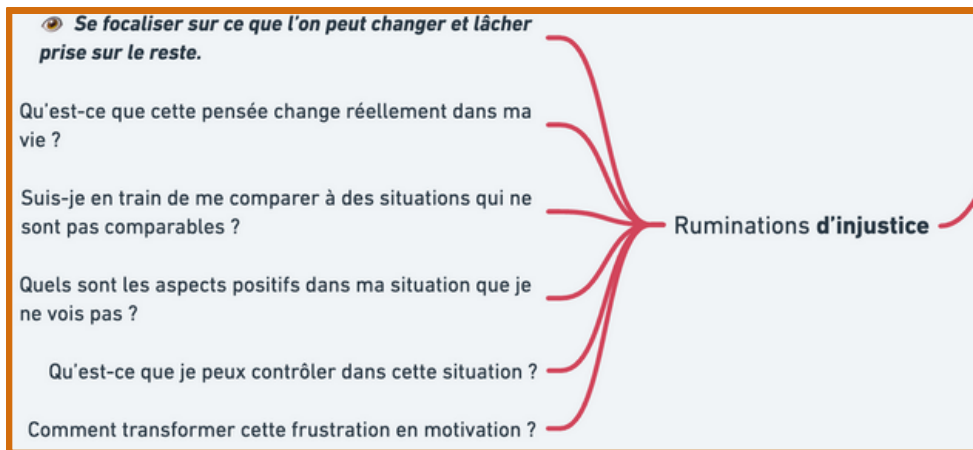 👁 Se focaliser sur ce que l'on peut changer et lâcher
prise sur le reste.
Qu'est-ce que cette pensée change réellement dans ma
vie ?
Suis-je en train de me comparer à des situations qui ne
sont pas comparables ?
Quels sont les aspects positifs dans ma situation que je
ne vois pas ?
Qu'est-ce que je peux contrôler dans cette situation ?
Comment transformer cette frustration en motivation ?
Ruminations d'injustice